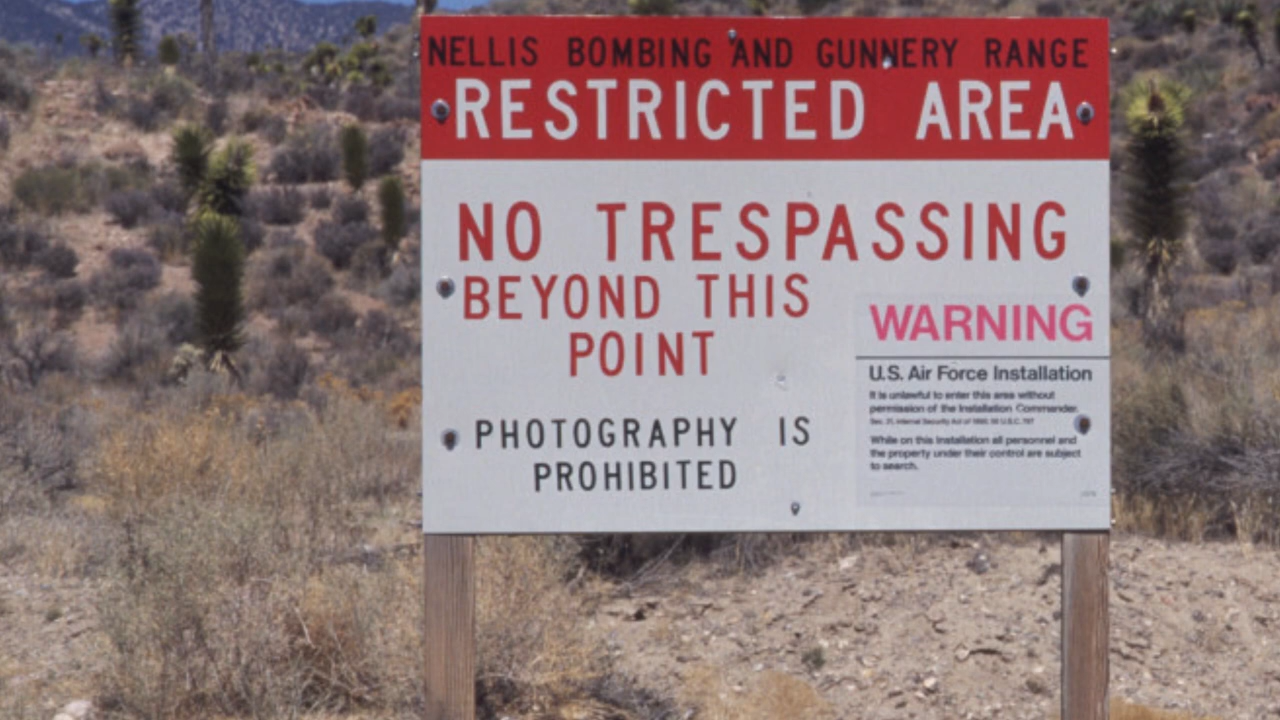 NELLIS BOMBING AND GUNNERY RANGE
RESTRICTED AREA
NO TRESPASSING
BEYOND THIS
POINT
PHOTOGRAPHY IS
PROHIBITED
WARNING
U.S. Air Force Installation
It is unlawful to enter this area without
permission of the Installation Commander.
Sec. 21, Internal Security Act of 1950; 50 U.S.C. 797
While on this Installation all personnel and
the property under their control are subject
to search.